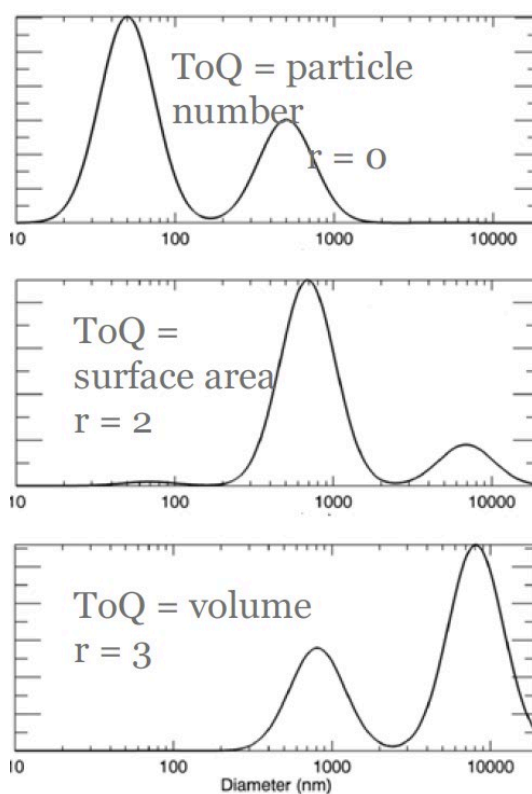 ToQ = particle
number
r = 0
10 100 1000 10000
ToQ =
surface area
r = 2
10 100 1000 10000
ToQ = volume
r = 3
10 100 1000 10000
Diameter (nm)